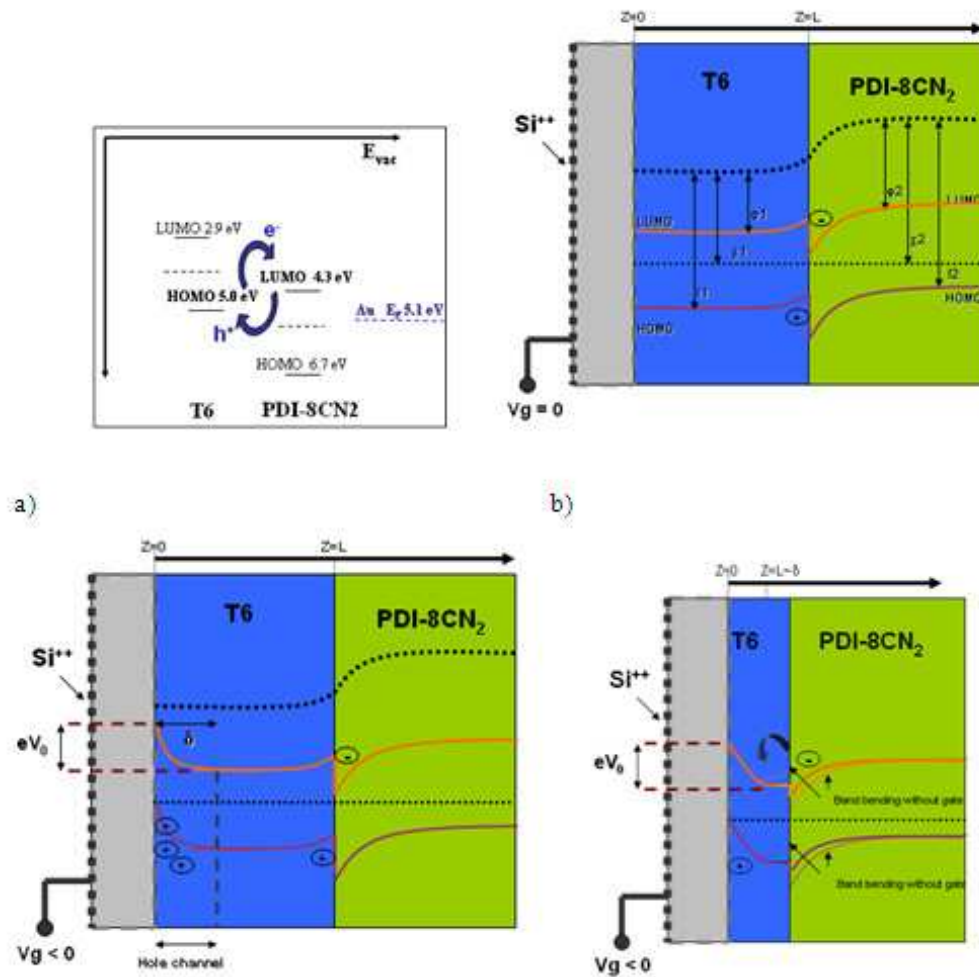 E_vac
LUMO 2.9 eV
e-
LUMO 4.3 eV
HOMO 5.0 eV
Au E_F 5.1 eV
h+
HOMO 6.7 eV
T6 PDI-8CN2
Z=0 Z=L
T6
PDI-8CN₂
Si++
LUMO
φ1
φ2
LUMO
χ2
I2
I1
HOMO
HOMO
Vg = 0
a)
b)
Z=0 Z=L
T6
PDI-8CN₂
Si++
eV₀
δ
Vg < 0
Hole channel
Z=0 Z=L-δ
T6
PDI-8CN₂
Si++
eV₀
Band bending without gate
Band bending without gate
Vg < 0